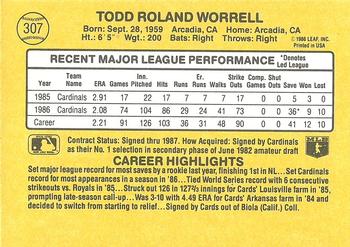 307
TODD ROLAND WORRELL
Born: Sept. 28, 1959 Arcadia, CA Home: Arcadia, CA
Ht.: 6' 5" Wgt.: 200 Bats: Right Throws: Right
© 1986 LEAF, INC.
Printed in USA
RECENT MAJOR LEAGUE PERFORMANCE *Denotes Led League
Year Team Name ERA Games Inn. Pitched Hits Runs Er. Runs Walks Strike Outs Comp. Games Shut Outs Save Won Lost
1985 Cardinals 2.91 17 22 17 7 7 7 17 0 0 5 3 0
1986 Cardinals 2.08 74 104 86 29 24 41 73 0 0 36* 9 10
Career 2.21 91 126 103 36 31 48 90 0 0 41 12 10
Contract Status: Signed thru 1987. How Acquired: Signed by Cardinals
as their No. 1 selection in secondary phase of June 1982 amateur draft
CAREER HIGHLIGHTS
Set major league record for most saves by a rookie last year, finishing 1st in NL...Set Cardinals
mark for most appearances in a season in '86...Tied World Series record with 6 consecutive
strikeouts vs. Royals in '85...Struck out 126 in 127⅔ innings for Cards' Louisville farm in '85,
prompting late-season call-up...Was 3-10 with 4.49 ERA for Cards' Arkansas farm in '84 and
decided to switch from starting to relief...Signed by Cards out of Biola (Calif.) Coll.